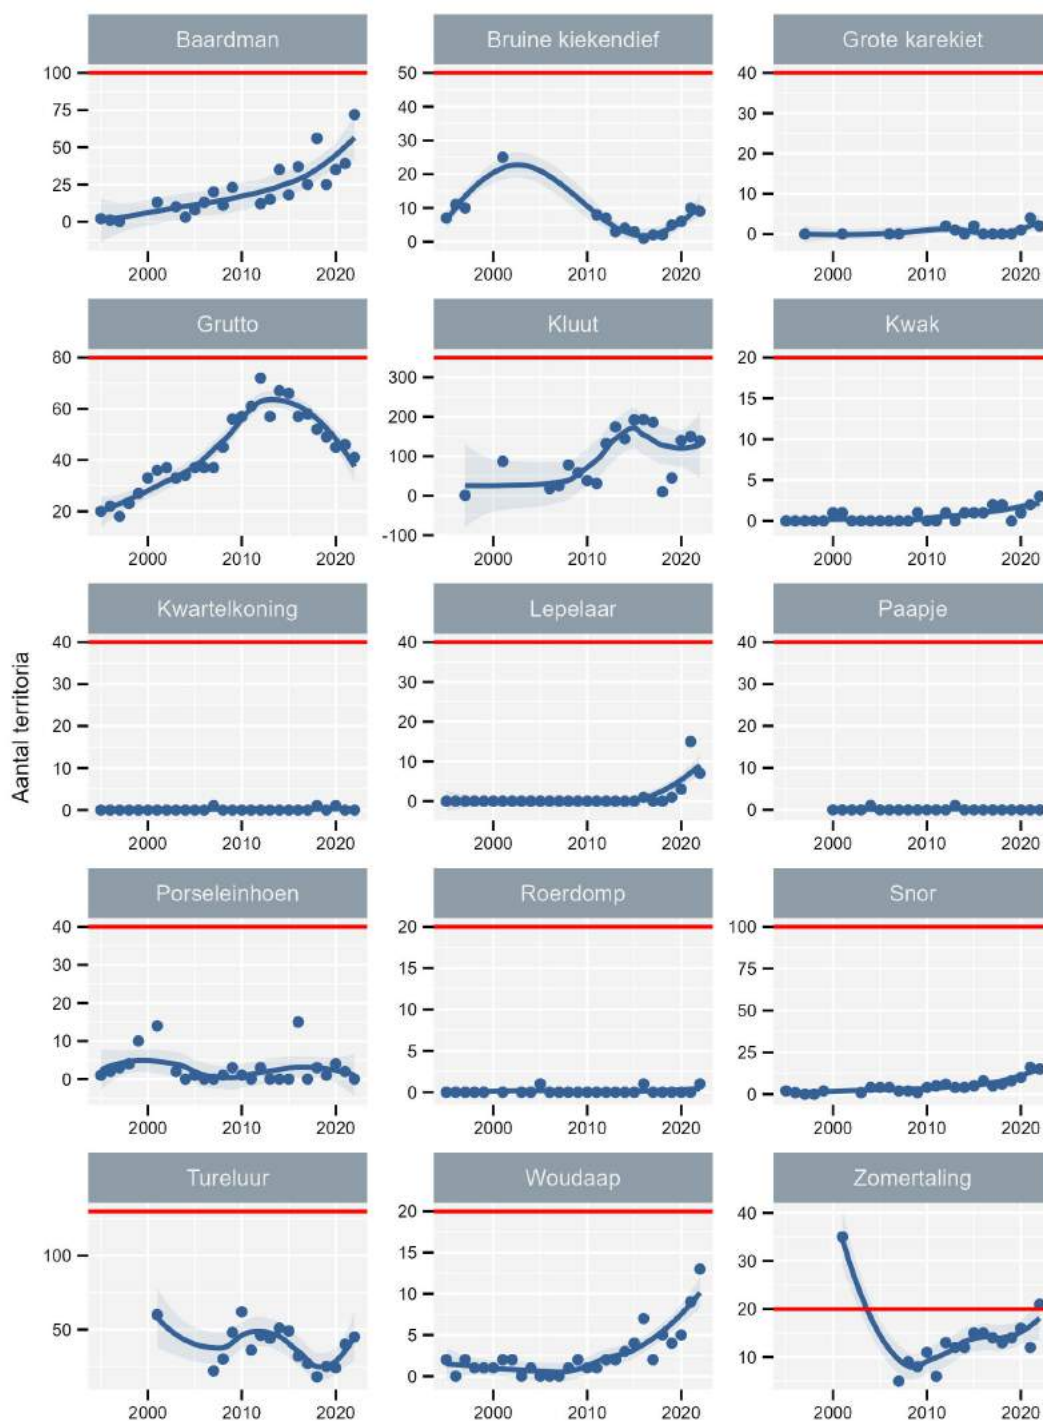 Baardman Bruine kiekendief Grote karekiet
100 50 40
75 40 30
50 30 20
25 20 10
0 10 0
0
2000 2010 2020 2000 2010 2020 2000 2010 2020
Grutto Kluut Kwak
80 300 20
60 200 15
40 100 10
20 0 5
-100 0
2000 2010 2020 2000 2010 2020 2000 2010 2020
Aantal territoria
Kwartelkoning Lepelaar Paapje
40 40 40
30 30 30
20 20 20
10 10 10
0 0 0
2000 2010 2020 2000 2010 2020 2000 2010 2020
Porseleinhoen Roerdomp Snor
40 20 100
30 15 75
20 10 50
10 5 25
0 0 0
2000 2010 2020 2000 2010 2020 2000 2010 2020
Tureluur Woudaap Zomertaling
100 20 40
50 15 30
10 20
5 10
0
2000 2010 2020 2000 2010 2020 2000 2010 2020